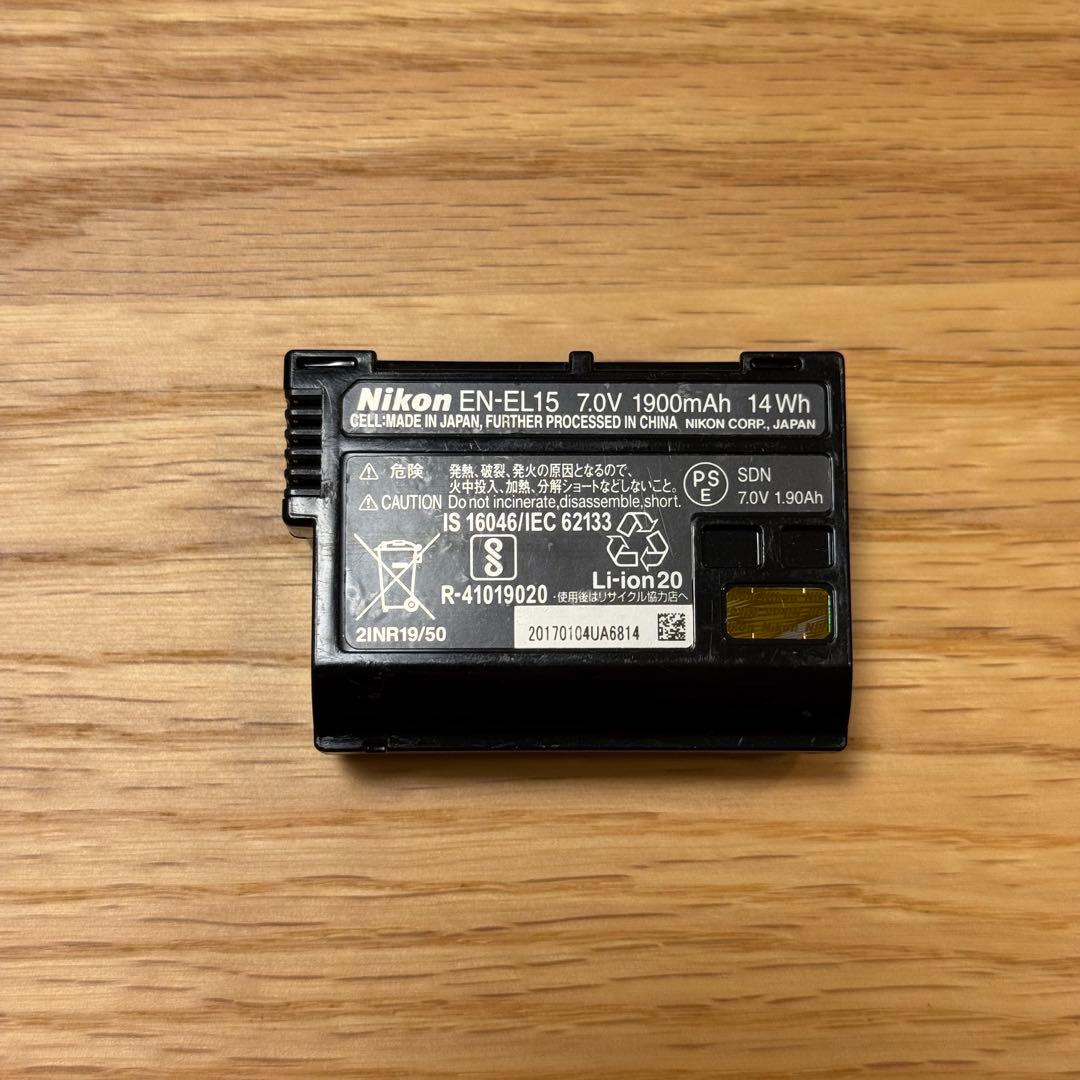 Nikon EN-EL15 7.0V 1900mAh 14Wh
CELL:MADE IN JAPAN, FURTHER PROCESSED IN CHINA NIKON CORP., JAPAN
⚠危険 発熱、破裂、発火の原因となるので、
火中投入、加熱、分解ショートなどしないこと。
⚠CAUTION Do not incinerate,disassemble,short.
PS
E
SDN
7.0V 1.90Ah
IS 16046/IEC 62133
R-41019020
Li-ion20
・使用後はリサイクル協力店へ
2INR19/50
20170104UA6814